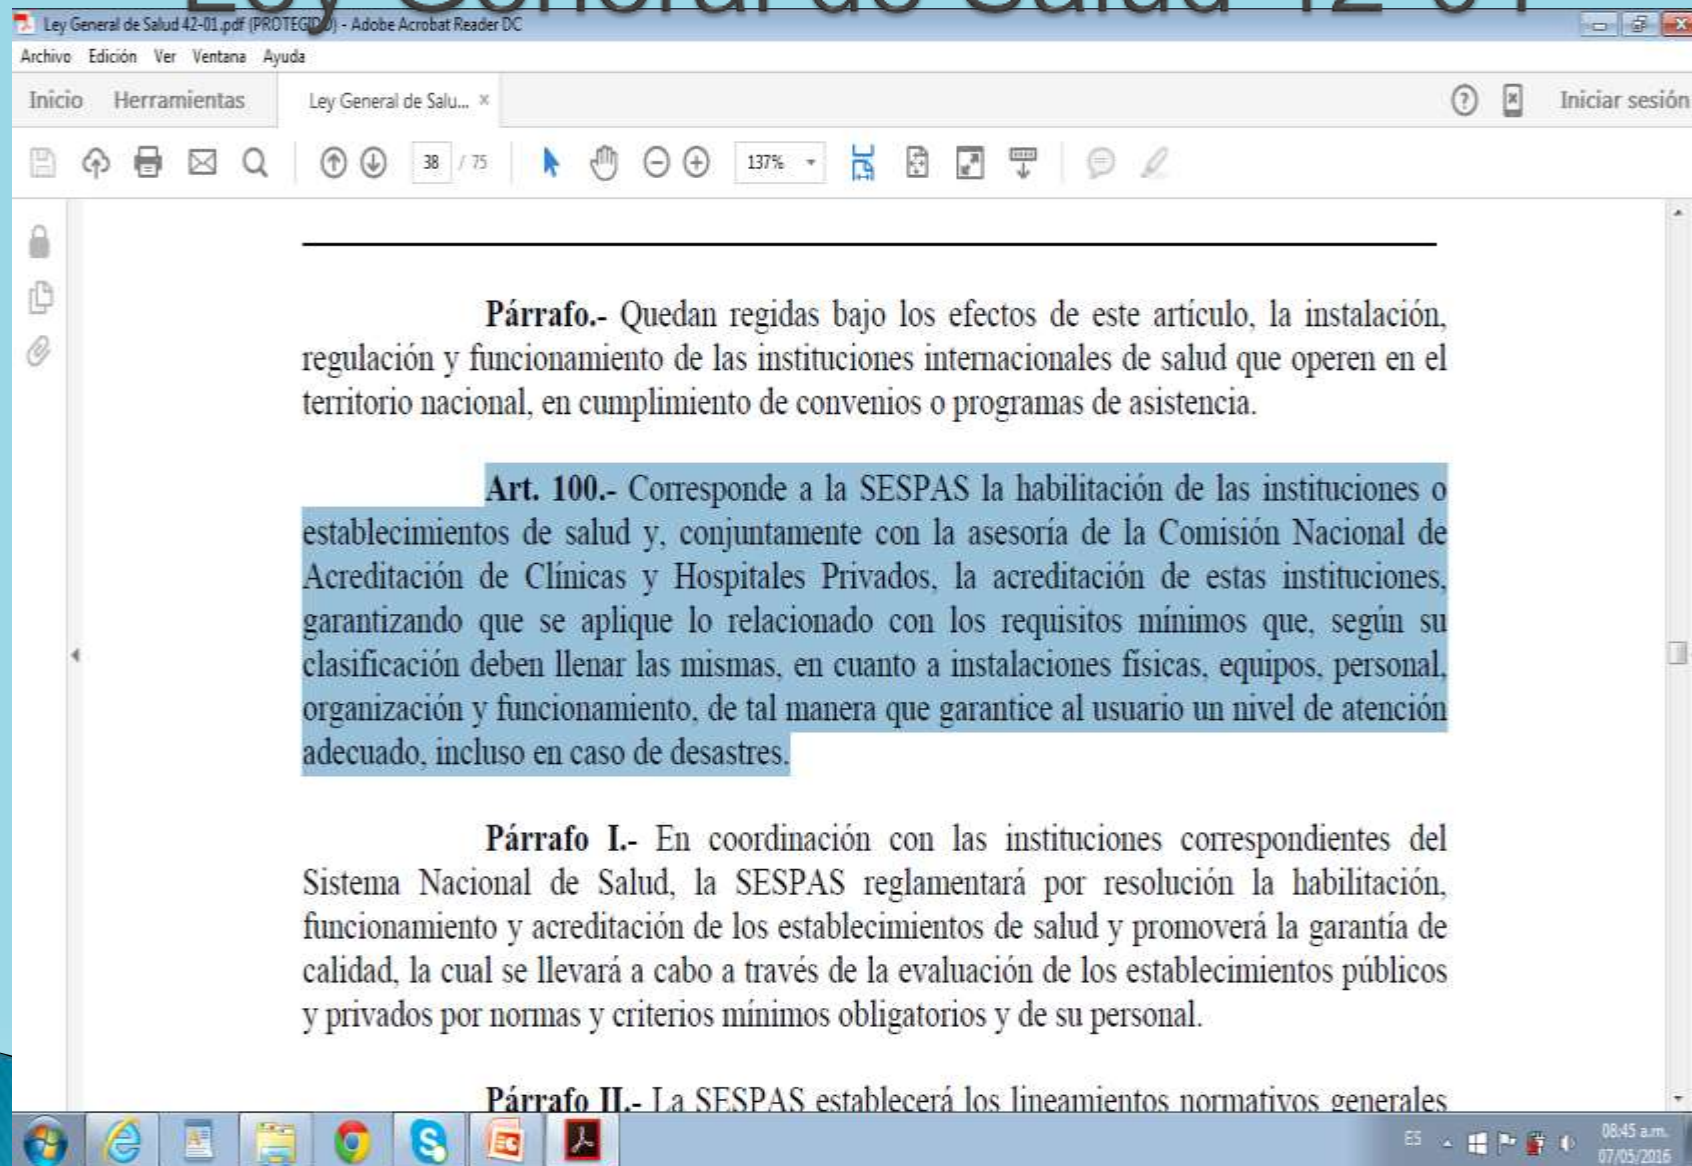 Ley General de Salud 42-01
Ley General de Salud 42-01.pdf (PROTEGIDO) - Adobe Acrobat Reader DC
Archivo Edición Ver Ventana Ayuda
Inicio Herramientas Ley General de Salu... × Iniciar sesión
38 / 75 137%
Párrafo.- Quedan regidas bajo los efectos de este artículo, la instalación,
regulación y funcionamiento de las instituciones internacionales de salud que operen en el
territorio nacional, en cumplimiento de convenios o programas de asistencia.
Art. 100.- Corresponde a la SESPAS la habilitación de las instituciones o
establecimientos de salud y, conjuntamente con la asesoría de la Comisión Nacional de
Acreditación de Clínicas y Hospitales Privados, la acreditación de estas instituciones,
garantizando que se aplique lo relacionado con los requisitos mínimos que, según su
clasificación deben llenar las mismas, en cuanto a instalaciones físicas, equipos, personal,
organización y funcionamiento, de tal manera que garantice al usuario un nivel de atención
adecuado, incluso en caso de desastres.
Párrafo I.- En coordinación con las instituciones correspondientes del
Sistema Nacional de Salud, la SESPAS reglamentará por resolución la habilitación,
funcionamiento y acreditación de los establecimientos de salud y promoverá la garantía de
calidad, la cual se llevará a cabo a través de la evaluación de los establecimientos públicos
y privados por normas y criterios mínimos obligatorios y de su personal.
Párrafo II.- La SESPAS establecerá los lineamientos normativos generales
ES 08:45 a.m.
07/05/2016